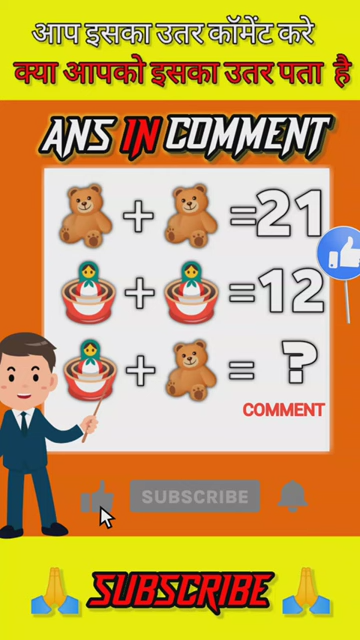 आप इसका उतर कॉमेंट करे
क्या आपको इसका उतर पता है
ANS IN COMMENT
+ =21
+ =12
+ = ?
COMMENT
SUBSCRIBE
SUBSCRIBE